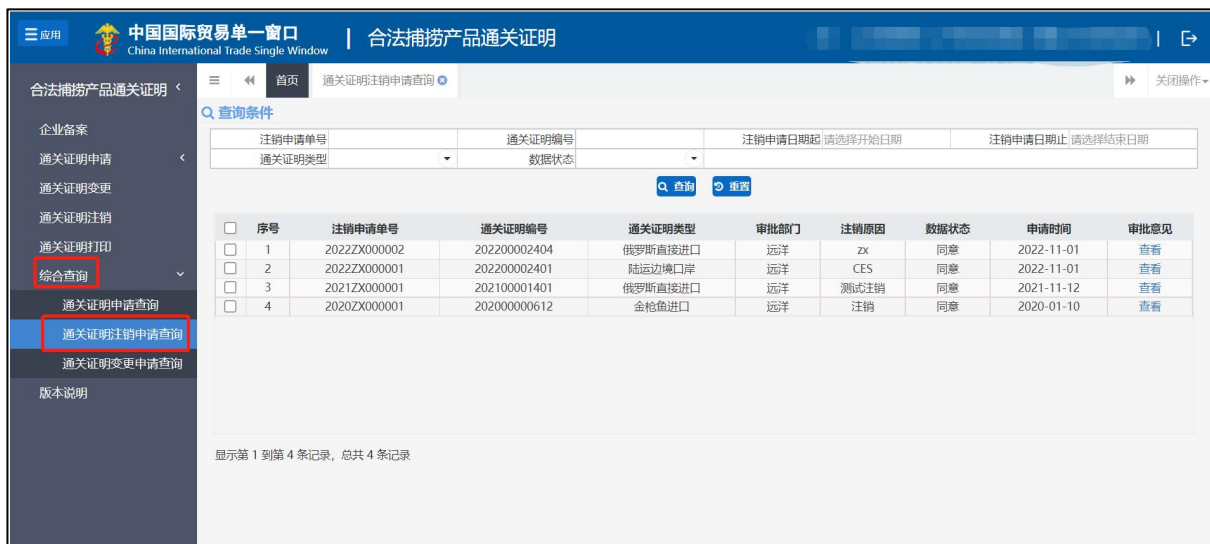 应用 中国国际贸易单一窗口 | 合法捕捞产品通关证明
China International Trade Single Window
合法捕捞产品通关证明
首页 通关证明注销申请查询 关闭操作
查询条件
企业备案
注销申请单号 通关证明编号 注销申请日期起 请选择开始日期 注销申请日期止 请选择结束日期
通关证明申请
通关证明类型 数据状态
通关证明变更
查询 重置
通关证明注销
序号 注销申请单号 通关证明编号 通关证明类型 审批部门 注销原因 数据状态 申请时间 审批意见
通关证明打印
1 2022ZX000002 202200002404 俄罗斯直接进口 远洋 zx 同意 2022-11-01 查看
综合查询
2 2022ZX000001 202200002401 陆运边境口岸 远洋 CES 同意 2022-11-01 查看
3 2021ZX000001 202100001401 俄罗斯直接进口 远洋 测试注销 同意 2021-11-12 查看
通关证明申请查询
4 2020ZX000001 202000000612 金枪鱼进口 远洋 注销 同意 2020-01-10 查看
通关证明注销申请查询
通关证明变更申请查询
版本说明
显示第 1 到第 4 条记录，总共 4 条记录